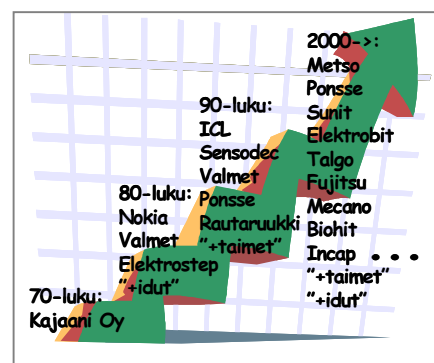 70-luku:
Kajaani Oy
80-luku:
Nokia
Valmet
Elektrostep
"+idut"
90-luku:
ICL
Sensodec
Valmet
Ponsse
Rautaruukki
"+taimet"
2000->:
Metso
Ponsse
Sunit
Elektrobit
Talgo
Fujitsu
Mecano
Biohit
Incap • • •
"+taimet"
"+idut"